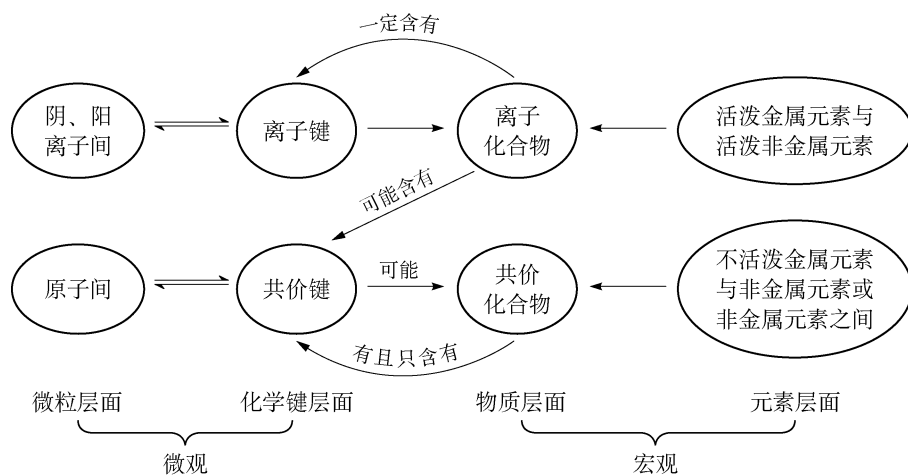 一定含有
阴、阳
离子间
离子键
离子
化合物
活泼金属元素与
活泼非金属元素
可能含有
原子间
共价键
可能
共价
化合物
不活泼金属元素
与非金属元素或
非金属元素之间
有且只含有
微粒层面
化学键层面
物质层面
元素层面
微观
宏观